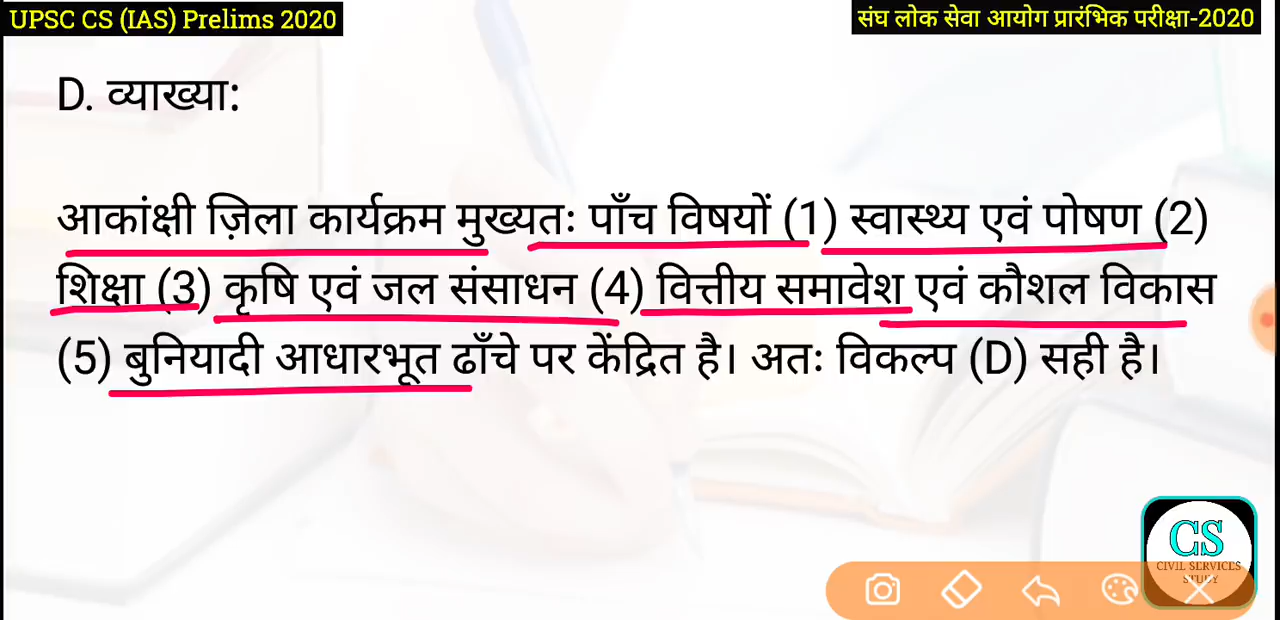 UPSC CS (IAS) Prelims 2020
संघ लोक सेवा आयोग प्रारंभिक परीक्षा-2020
D. व्याख्या:
आकांक्षी ज़िला कार्यक्रम मुख्यतः पाँच विषयों (1) स्वास्थ्य एवं पोषण (2)
शिक्षा (3) कृषि एवं जल संसाधन (4) वित्तीय समावेश एवं कौशल विकास
(5) बुनियादी आधारभूत ढाँचे पर केंद्रित है। अतः विकल्प (D) सही है।
CS
CIVIL SERVICES
STUDY